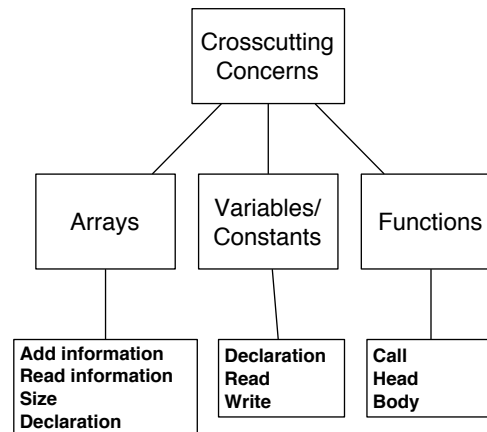 Crosscutting
Concerns
Arrays
Variables/
Constants
Functions
Add information
Read information
Size
Declaration
Declaration
Read
Write
Call
Head
Body